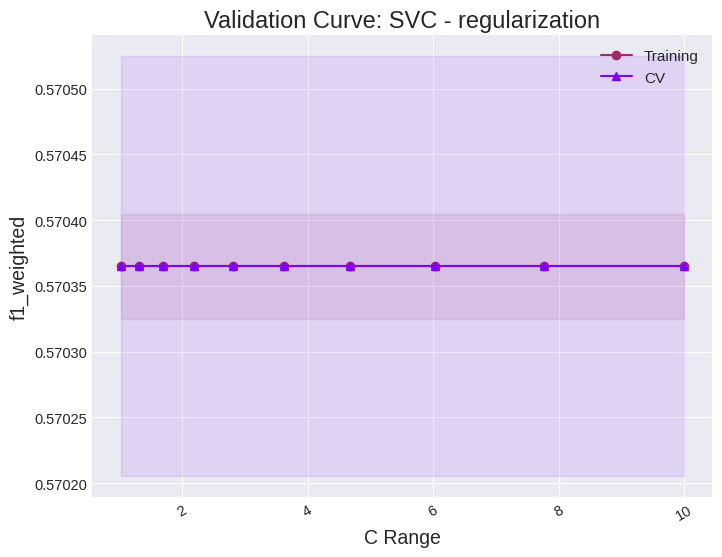 Validation Curve: SVC - regularization
Training
CV
0.57050
0.57045
0.57040
0.57035
0.57030
0.57025
0.57020
f1_weighted
2
4
6
8
10
C Range